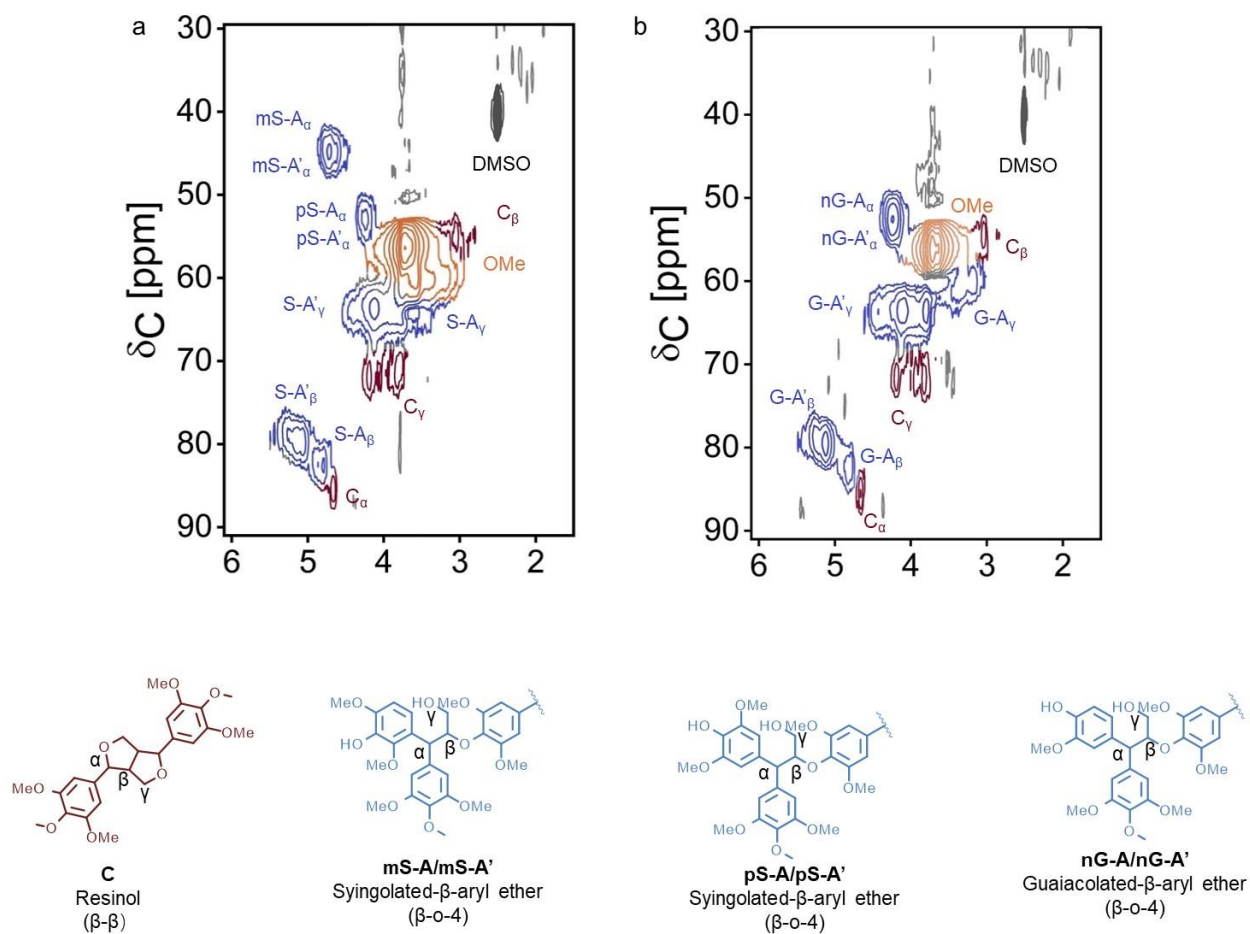 a
b
30
40
50
60
70
80
90
δC [ppm]
6 5 4 3 2
mS-Aα
mS-A'α
pS-Aα
pS-A'α
S-A'γ
S-Aγ
S-A'β
S-Aβ
Cα
Cβ
Cγ
OMe
DMSO
30
40
50
60
70
80
90
δC [ppm]
6 5 4 3 2
nG-Aα
nG-A'α
G-A'γ
G-Aγ
G-A'β
G-Aβ
Cα
Cβ
Cγ
OMe
DMSO
MeO
O
OMe
O
α
β
γ
O
MeO
O
OMe
C
Resinol
(β-β)
MeO
HO
MeO
HO
γ
MeO
α
β
O
OMe
MeO
OMe
O
mS-A/mS-A'
Syingolated-β-aryl ether
(β-o-4)
OMe
HO
MeO
HO
γ
MeO
α
β
O
OMe
MeO
OMe
O
pS-A/pS-A'
Syingolated-β-aryl ether
(β-o-4)
HO
MeO
HO
γ
MeO
α
β
O
OMe
MeO
OMe
O
nG-A/nG-A'
Guaiacolated-β-aryl ether
(β-o-4)